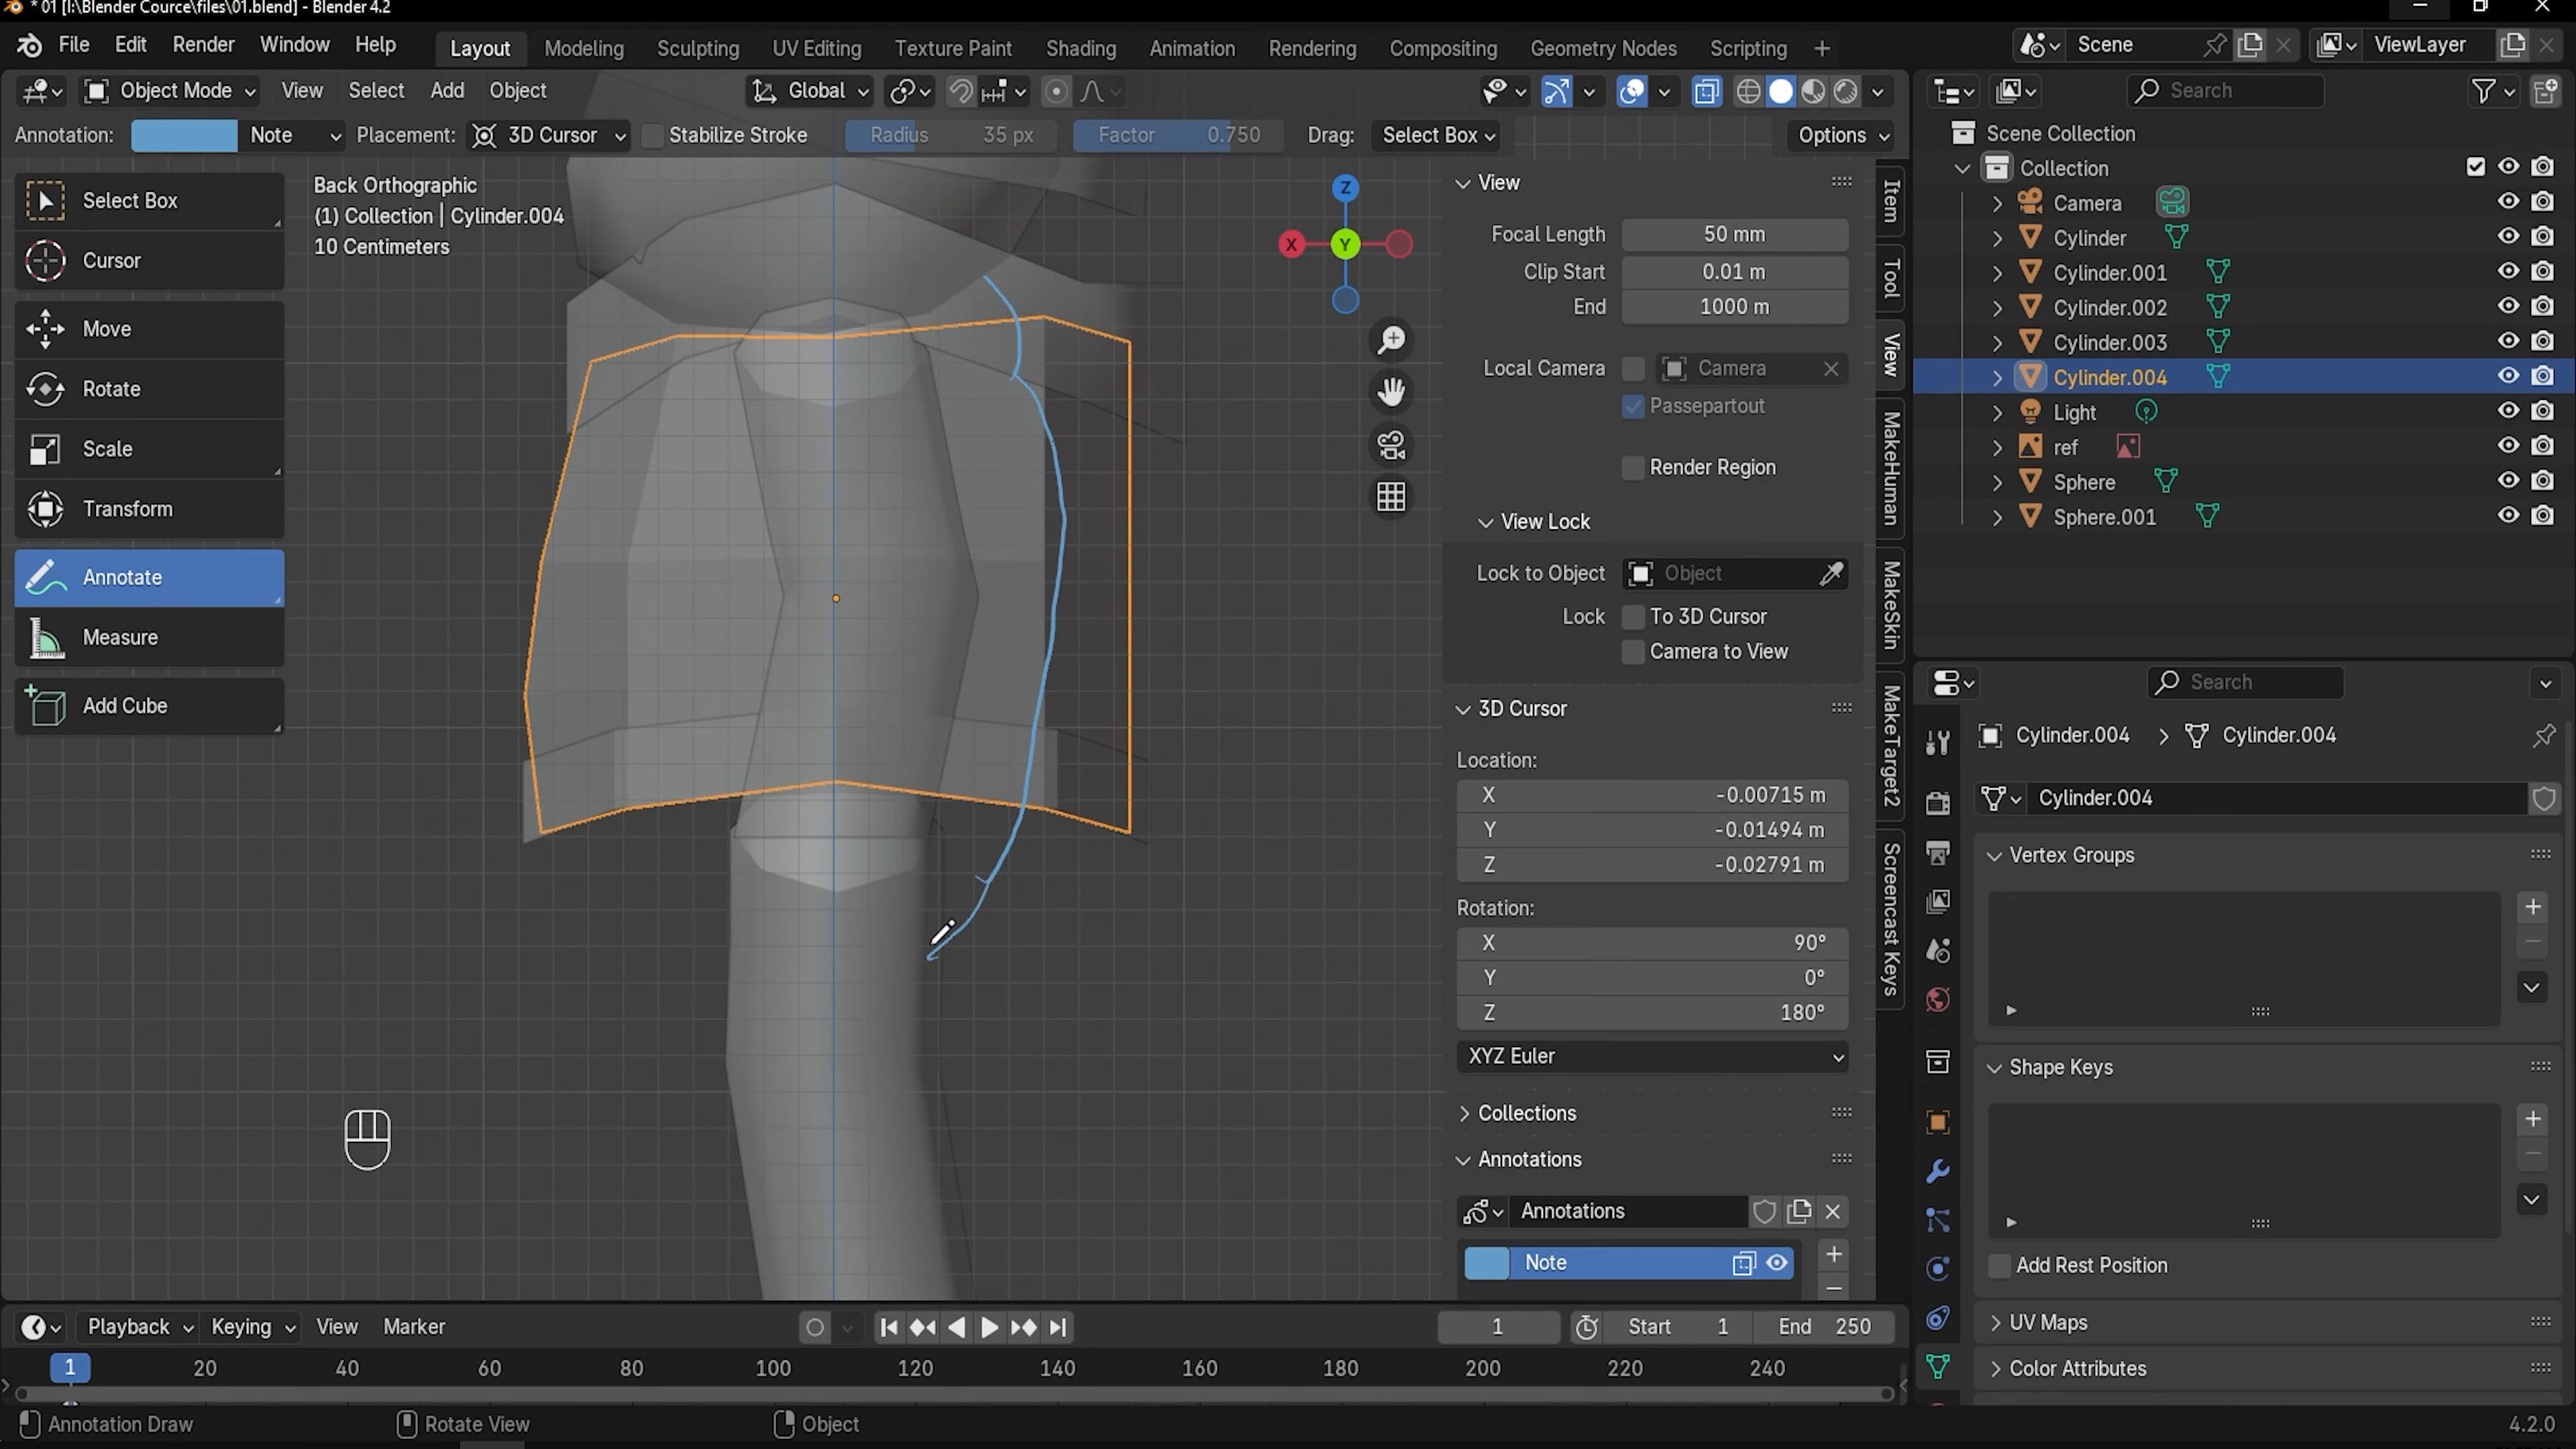 * 01 [I:\Blender Cource\files\01.blend] - Blender 4.2
File Edit Render Window Help Layout Modeling Sculpting UV Editing Texture Paint Shading Animation Rendering Compositing Geometry Nodes Scripting + Scene ViewLayer
Object Mode View Select Add Object Global Search
Annotation: Note Placement: 3D Cursor Stabilize Stroke Radius 35 px Factor 0.750 Drag: Select Box Options
Select Box
Cursor
Move
Rotate
Scale
Transform
Annotate
Measure
Add Cube
Back Orthographic
(1) Collection | Cylinder.004
10 Centimeters
Z
X Y
View
Focal Length 50 mm
Clip Start 0.01 m
End 1000 m
Local Camera Camera
Passepartout
Render Region
View Lock
Lock to Object Object
Lock To 3D Cursor
Camera to View
3D Cursor
Location:
X -0.00715 m
Y -0.01494 m
Z -0.02791 m
Rotation:
X 90°
Y 0°
Z 180°
XYZ Euler
Collections
Annotations
Annotations
Note
Item
Tool
View
MakeHuman
MakeSkin
MakeTarget2
Screencast Keys
Scene Collection
Collection
Camera
Cylinder
Cylinder.001
Cylinder.002
Cylinder.003
Cylinder.004
Light
ref
Sphere
Sphere.001
Search
Cylinder.004 > Cylinder.004
Cylinder.004
Vertex Groups
Shape Keys
Add Rest Position
UV Maps
Color Attributes
Playback Keying View Marker 1 Start 1 End 250
1 20 40 60 80 100 120 140 160 180 200 220 240
Annotation Draw Rotate View Object 4.2.0